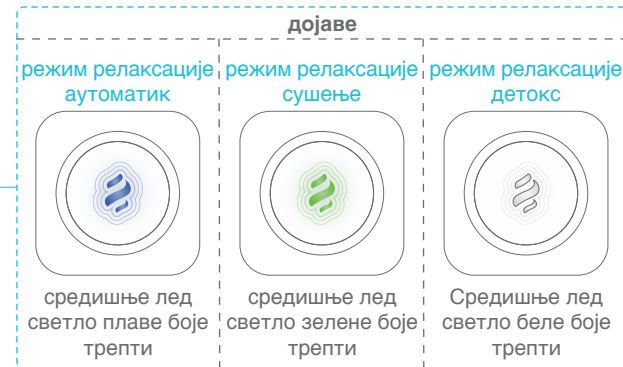 дојаве
режим релаксације
аутоматик
режим релаксације
сушење
режим релаксације
детокс
средишње лед
светло плаве боје
трепти
средишње лед
светло зелене боје
трепти
Средишње лед
светло беле боје
трепти